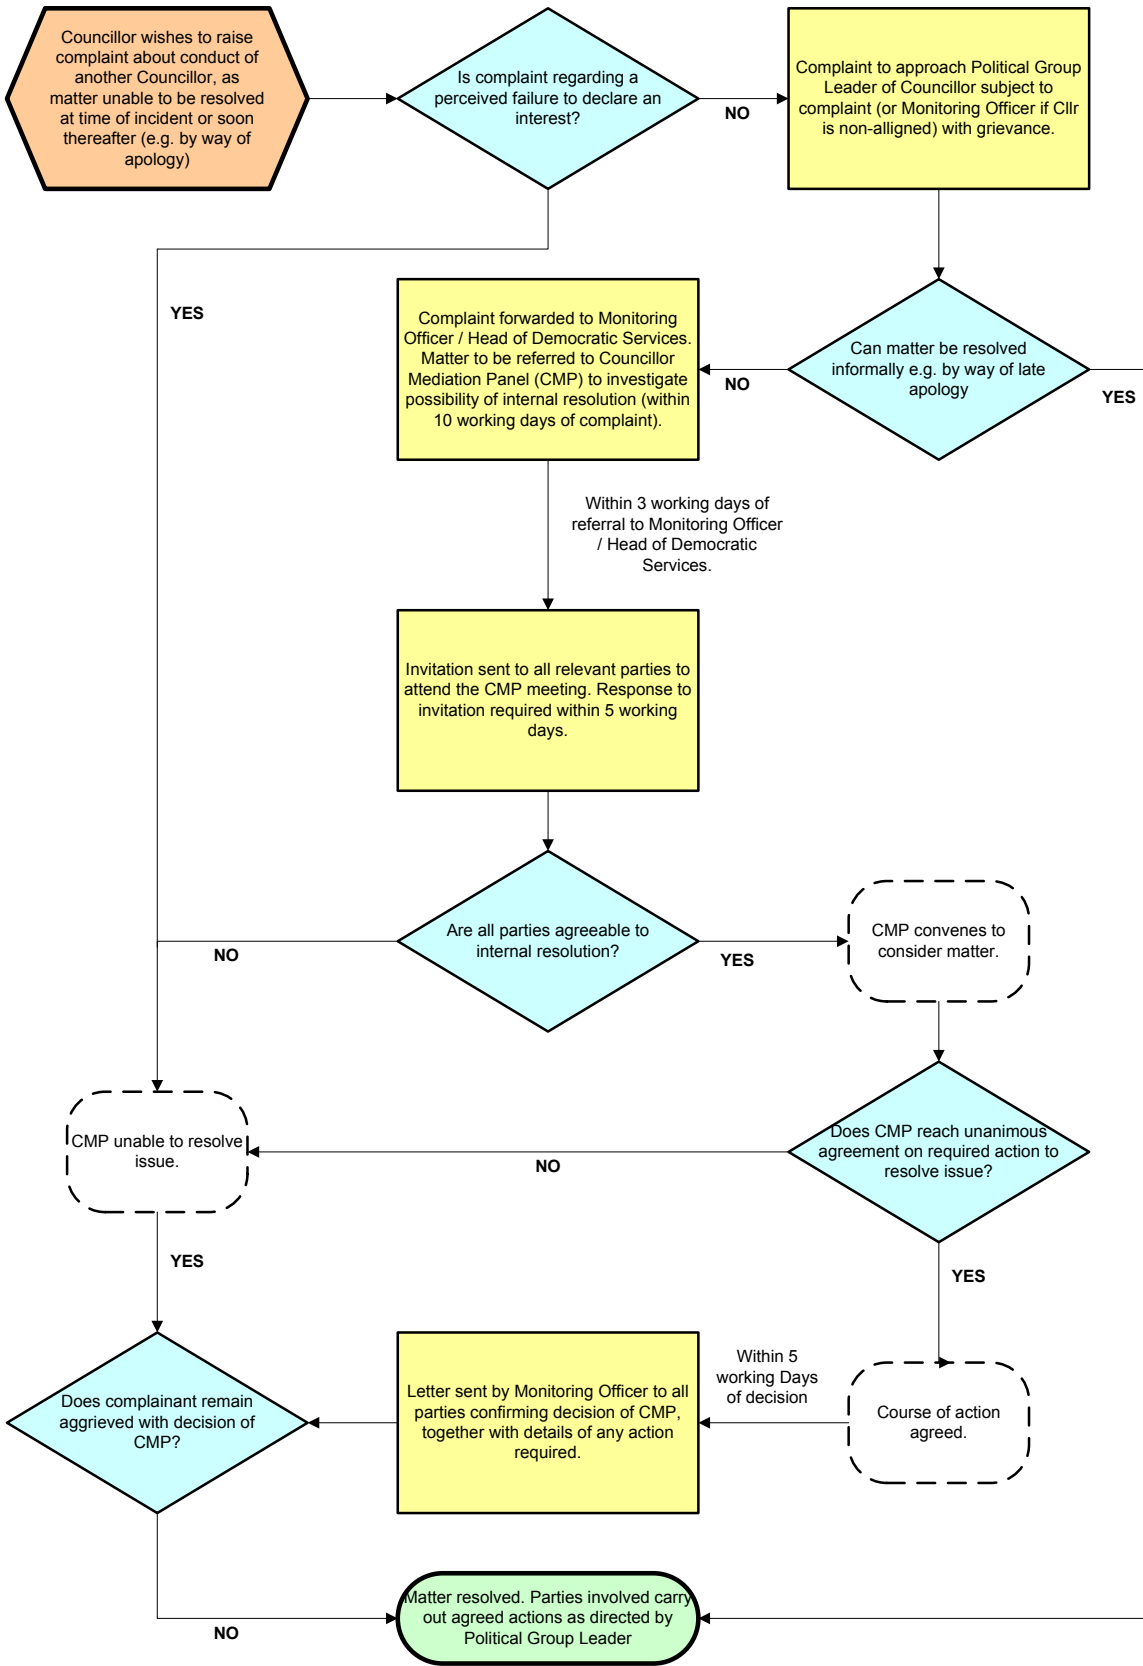 Councillor wishes to raise
complaint about conduct of
another Councillor, as
matter unable to be resolved
at time of incident or soon
thereafter (e.g. by way of
apology)
Is complaint regarding a
perceived failure to declare an
interest?
NO
Complaint to approach Political Group
Leader of Councillor subject to
complaint (or Monitoring Officer if Cllr
is non-alligned) with grievance.
YES
Complaint forwarded to Monitoring
Officer / Head of Democratic Services.
Matter to be referred to Councillor
Mediation Panel (CMP) to investigate
possibility of internal resolution (within
10 working days of complaint).
NO
Can matter be resolved
informally e.g. by way of late
apology
YES
Within 3 working days of
referral to Monitoring Officer
/ Head of Democratic
Services.
Invitation sent to all relevant parties to
attend the CMP meeting. Response to
invitation required within 5 working
days.
NO
Are all parties agreeable to
internal resolution?
YES
CMP convenes to
consider matter.
CMP unable to resolve
issue.
NO
Does CMP reach unanimous
agreement on required action to
resolve issue?
YES
YES
Does complainant remain
aggrieved with decision of
CMP?
Letter sent by Monitoring Officer to all
parties confirming decision of CMP,
together with details of any action
required.
Within 5
working Days
of decision
Course of action
agreed.
NO
Matter resolved. Parties involved carry
out agreed actions as directed by
Political Group Leader